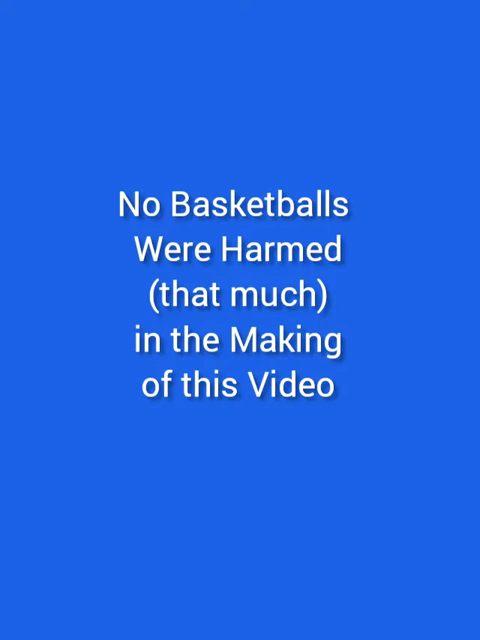 No Basketballs
Were Harmed
(that much)
in the Making
of this Video